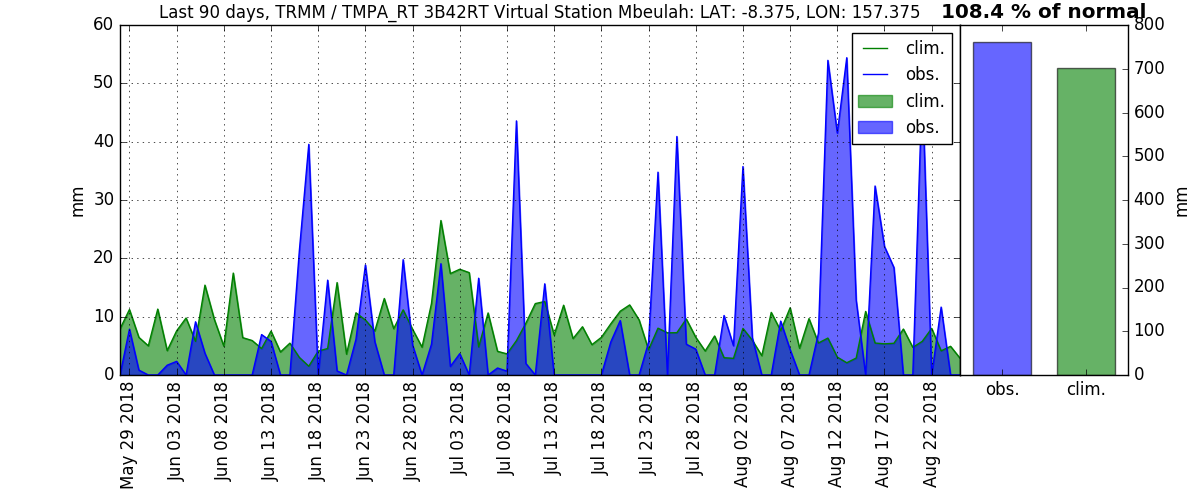 Last 90 days, TRMM / TMPA_RT 3B42RT Virtual Station Mbeulah: LAT: -8.375, LON: 157.375
108.4 % of normal
60
50
40
30
20
10
0
mm
clim.
obs.
clim.
obs.
May 29 2018
Jun 03 2018
Jun 08 2018
Jun 13 2018
Jun 18 2018
Jun 23 2018
Jun 28 2018
Jul 03 2018
Jul 08 2018
Jul 13 2018
Jul 18 2018
Jul 23 2018
Jul 28 2018
Aug 02 2018
Aug 07 2018
Aug 12 2018
Aug 17 2018
Aug 22 2018
800
700
600
500
400
300
200
100
0
mm
obs.
clim.